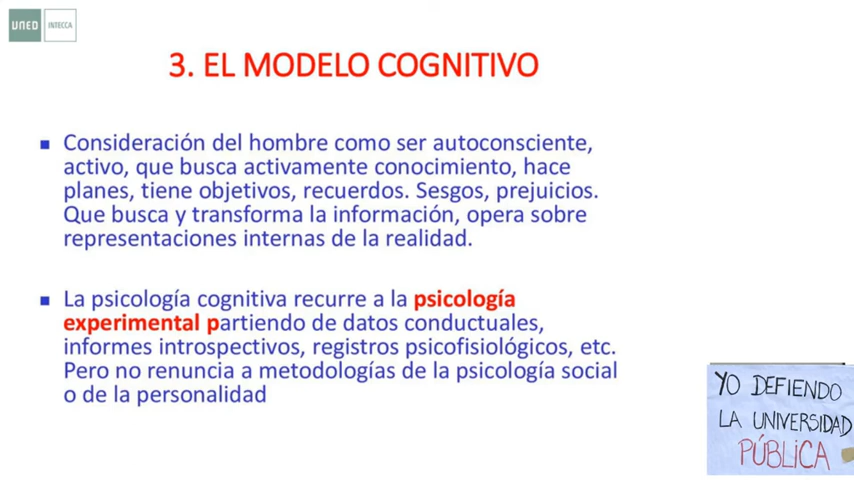 UNED
INTECCA
3. EL MODELO COGNITIVO
Consideración del hombre como ser autoconsciente,
activo, que busca activamente conocimiento, hace
planes, tiene objetivos, recuerdos. Sesgos, prejuicios.
Que busca y transforma la información, opera sobre
representaciones internas de la realidad.
La psicología cognitiva recurre a la psicología
experimental partiendo de datos conductuales,
informes introspectivos, registros psicofisiológicos, etc.
Pero no renuncia a metodologías de la psicología social
o de la personalidad
YO DEFIENDO
LA UNIVERSIDAD
PÚBLICA